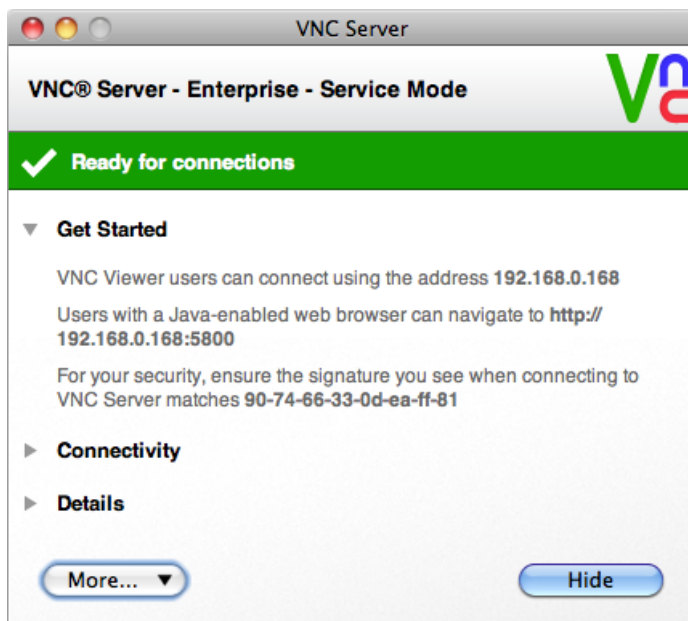 VNC Server
VNC® Server - Enterprise - Service Mode
Vnc
Ready for connections
Get Started
VNC Viewer users can connect using the address 192.168.0.168
Users with a Java-enabled web browser can navigate to http://
192.168.0.168:5800
For your security, ensure the signature you see when connecting to
VNC Server matches 90-74-66-33-0d-ea-ff-81
Connectivity
Details
More...
Hide